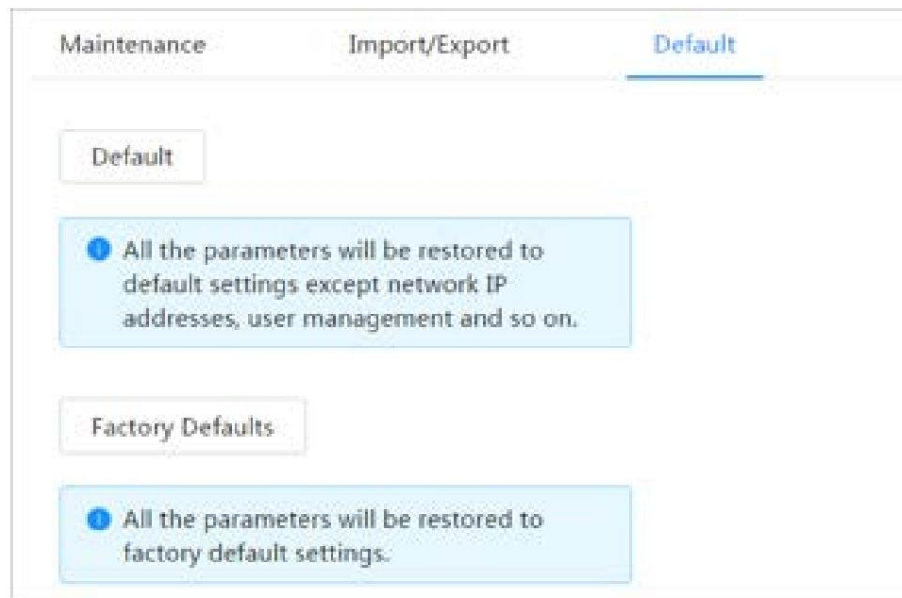 Maintenance Import/Export Default
Default
All the parameters will be restored to
default settings except network IP
addresses, user management and so on.
Factory Defaults
All the parameters will be restored to
factory default settings.